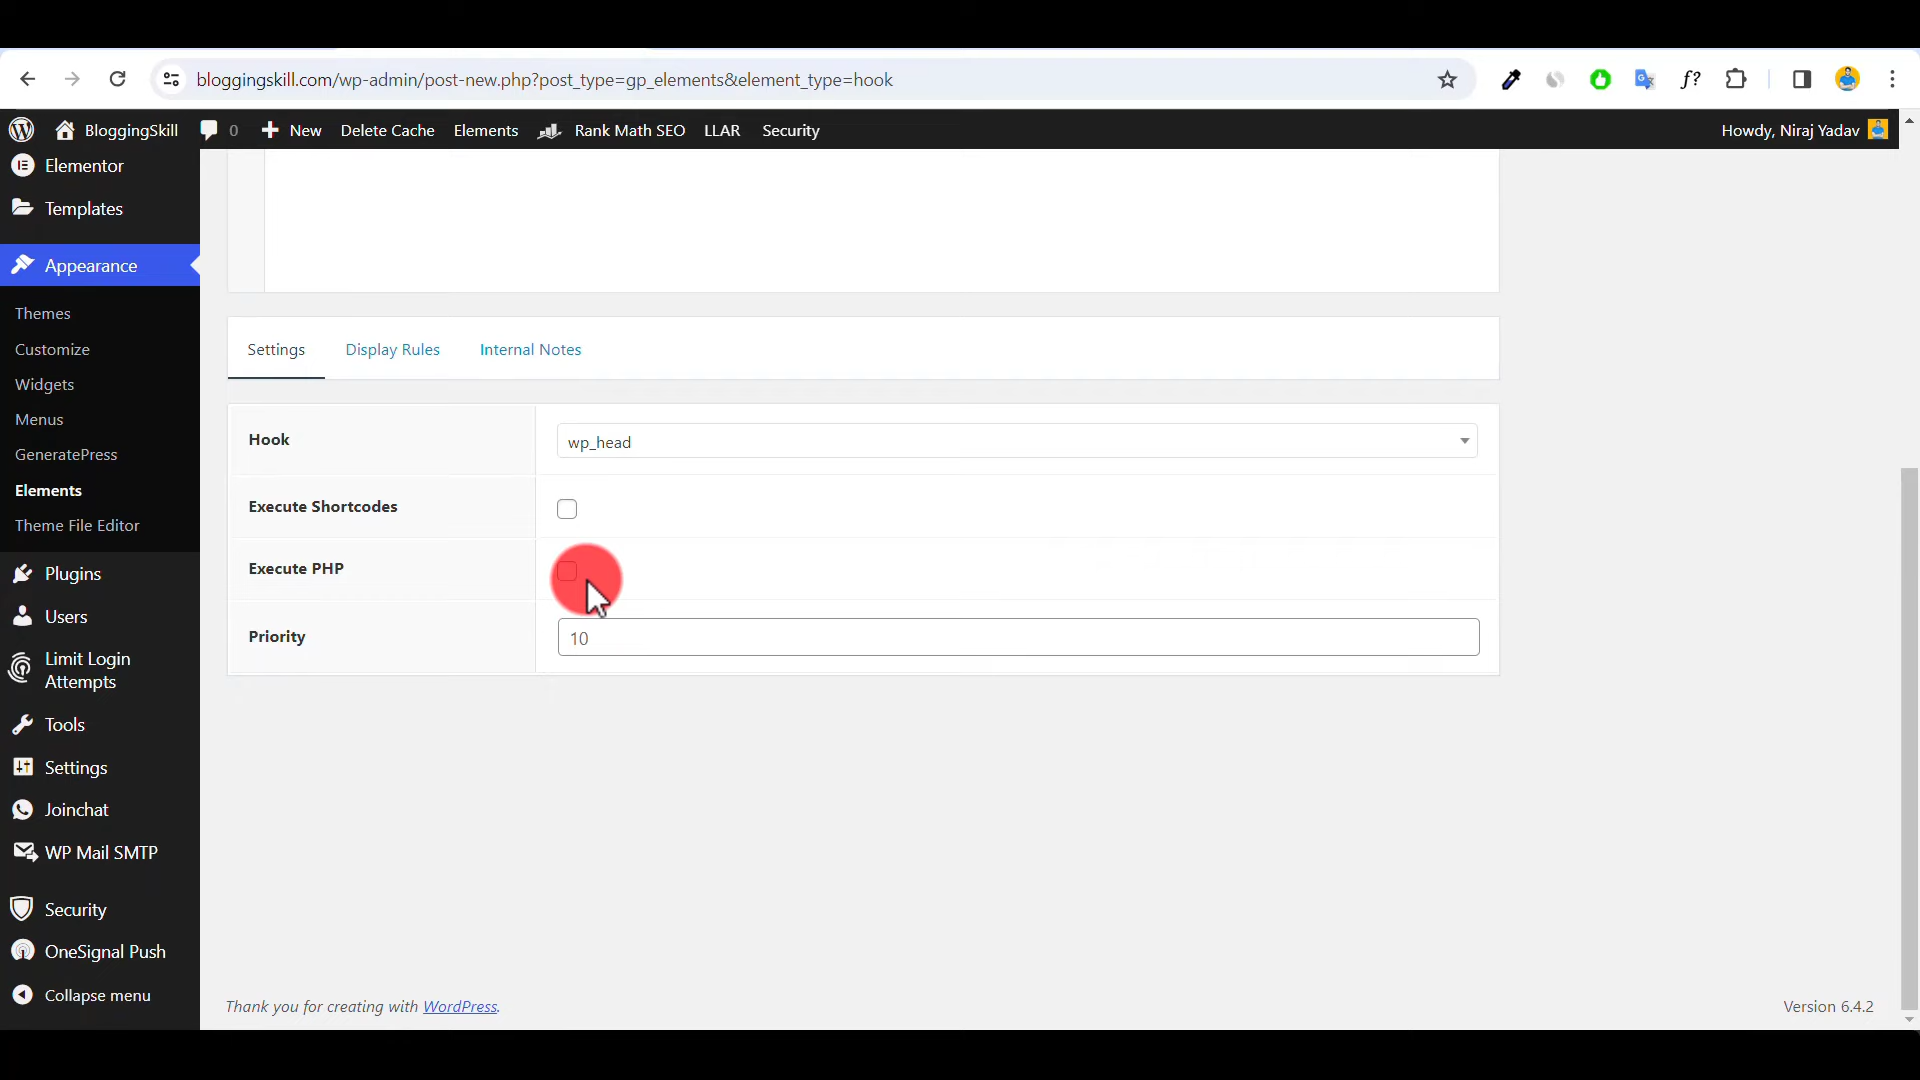 bloggingskill.com/wp-admin/post-new.php?post_type=gp_elements&element_type=hook
f?
BloggingSkill 0 New Delete Cache Elements Rank Math SEO LLAR Security Howdy, Niraj Yadav
Elementor
Templates
Appearance
Themes
Customize
Widgets
Menus
GeneratePress
Elements
Theme File Editor
Plugins
Users
Limit Login
Attempts
Tools
Settings
Joinchat
WP Mail SMTP
Security
OneSignal Push
Collapse menu
Settings Display Rules Internal Notes
Hook wp_head
Execute Shortcodes
Execute PHP
Priority 10
Thank you for creating with WordPress. Version 6.4.2